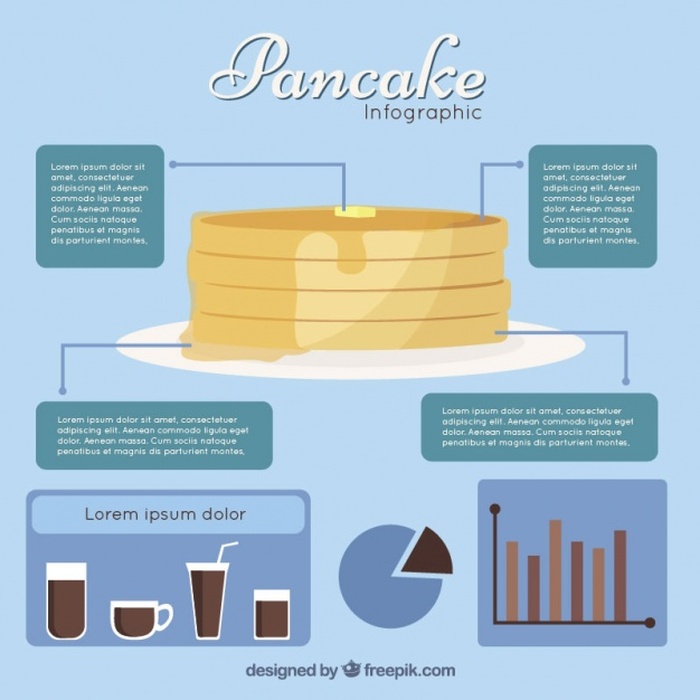 Pancake
Infographic
Lorem ipsum dolor sit
amet, consectetuer
adipiscing elit. Aenean
commodo ligula eget
dolor. Aenean massa.
Cum sociis natoque
penatibus et magnis
dis parturient montes,
Lorem ipsum dolor sit
amet, consectetuer
adipiscing elit. Aenean
commodo ligula eget
dolor. Aenean massa.
Cum sociis natoque
penatibus et magnis
dis parturient montes,
Lorem ipsum dolor sit amet, consectetuer
adipiscing elit. Aenean commodo ligula eget
dolor. Aenean massa. Cum sociis natoque
penatibus et magnis dis parturient montes,
Lorem ipsum dolor sit amet, consectetuer
adipiscing elit. Aenean commodo ligula eget
dolor. Aenean massa. Cum sociis natoque
penatibus et magnis dis parturient montes,
Lorem ipsum dolor
designed by freepik.com